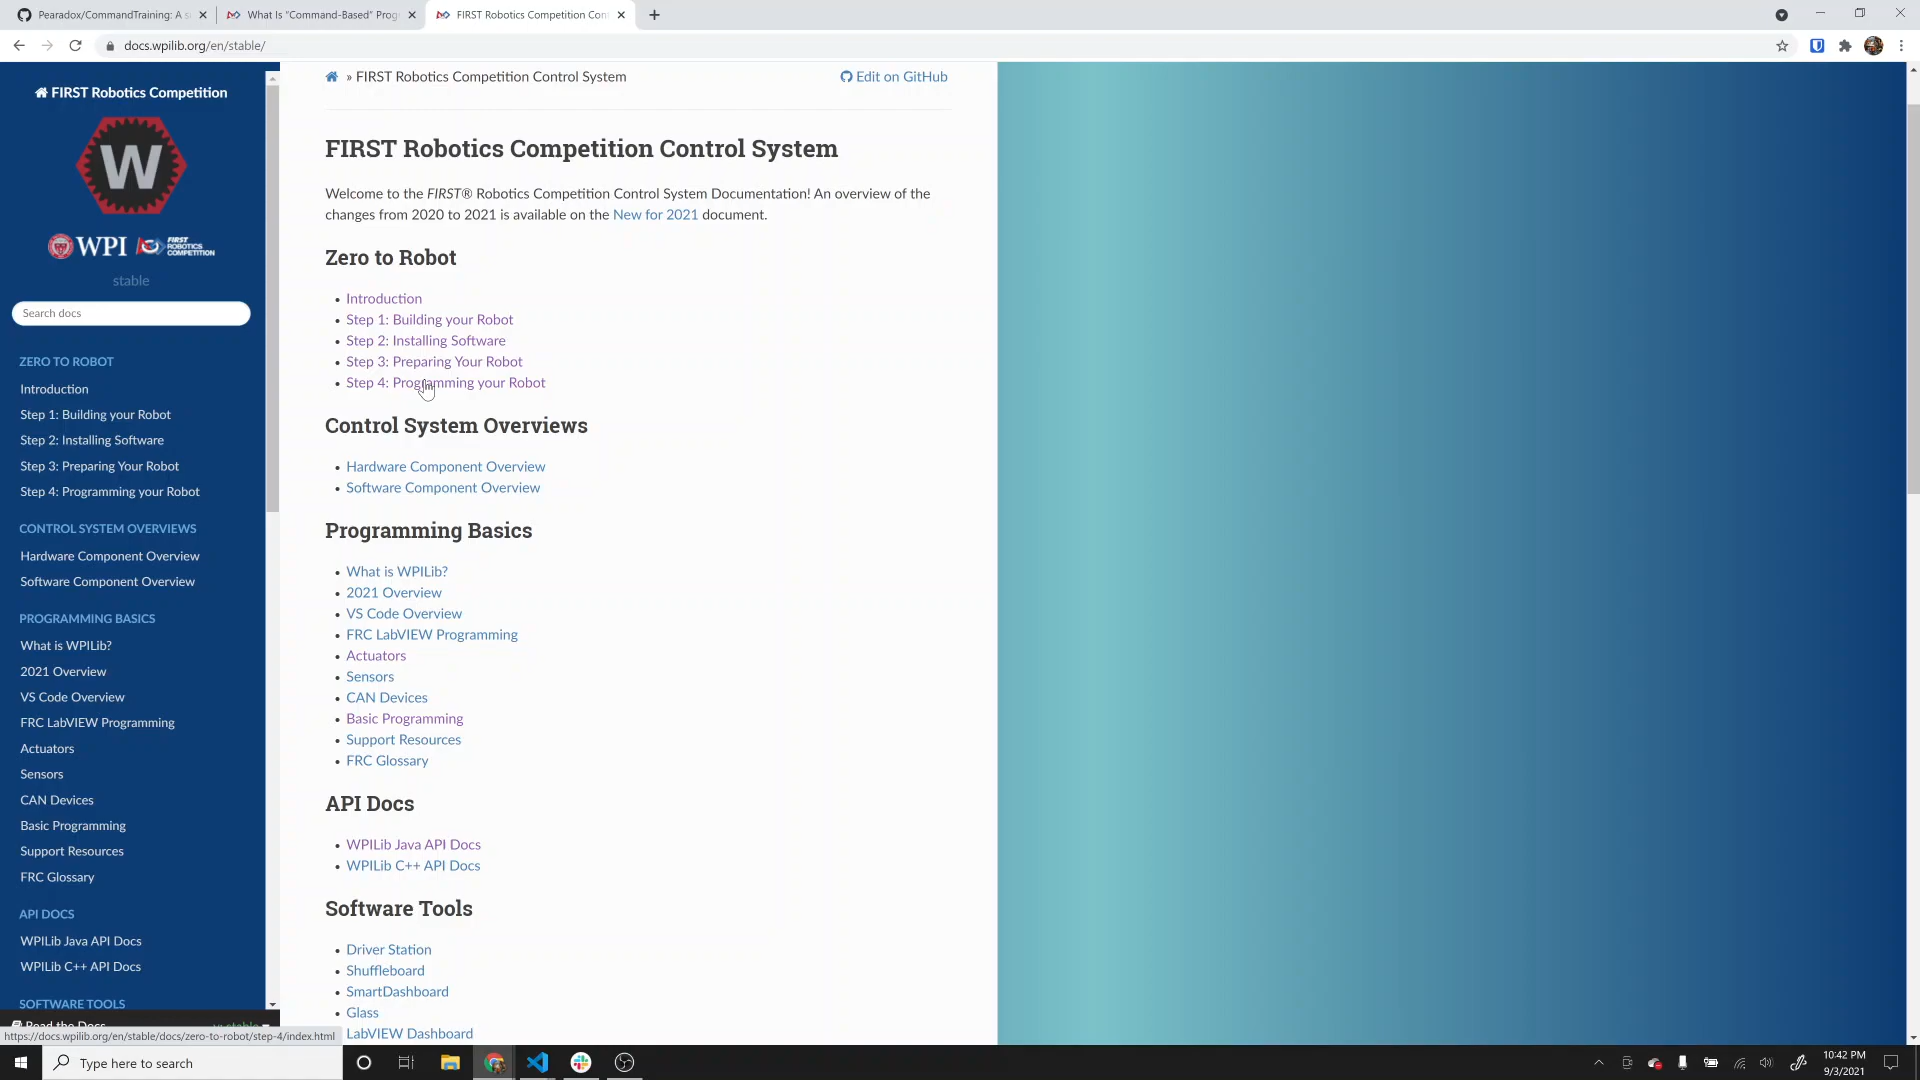 Pearadox/CommandTraining: A s
What Is "Command-Based" Prog
FIRST Robotics Competition Con
docs.wpilib.org/en/stable/
FIRST Robotics Competition
W
WPI FIRST ROBOTICS COMPETITION
stable
Search docs
ZERO TO ROBOT
Introduction
Step 1: Building your Robot
Step 2: Installing Software
Step 3: Preparing Your Robot
Step 4: Programming your Robot
CONTROL SYSTEM OVERVIEWS
Hardware Component Overview
Software Component Overview
PROGRAMMING BASICS
What is WPILib?
2021 Overview
VS Code Overview
FRC LabVIEW Programming
Actuators
Sensors
CAN Devices
Basic Programming
Support Resources
FRC Glossary
API DOCS
WPILib Java API Docs
WPILib C++ API Docs
SOFTWARE TOOLS
Read the Docs
v: stable
https://docs.wpilib.org/en/stable/docs/zero-to-robot/step-4/index.html
» FIRST Robotics Competition Control System
Edit on GitHub
FIRST Robotics Competition Control System
Welcome to the FIRST® Robotics Competition Control System Documentation! An overview of the
changes from 2020 to 2021 is available on the New for 2021 document.
Zero to Robot
• Introduction
• Step 1: Building your Robot
• Step 2: Installing Software
• Step 3: Preparing Your Robot
• Step 4: Programming your Robot
Control System Overviews
• Hardware Component Overview
• Software Component Overview
Programming Basics
• What is WPILib?
• 2021 Overview
• VS Code Overview
• FRC LabVIEW Programming
• Actuators
• Sensors
• CAN Devices
• Basic Programming
• Support Resources
• FRC Glossary
API Docs
• WPILib Java API Docs
• WPILib C++ API Docs
Software Tools
• Driver Station
• Shuffleboard
• SmartDashboard
• Glass
LabVIEW Dashboard
Type here to search
10:42 PM
9/3/2021